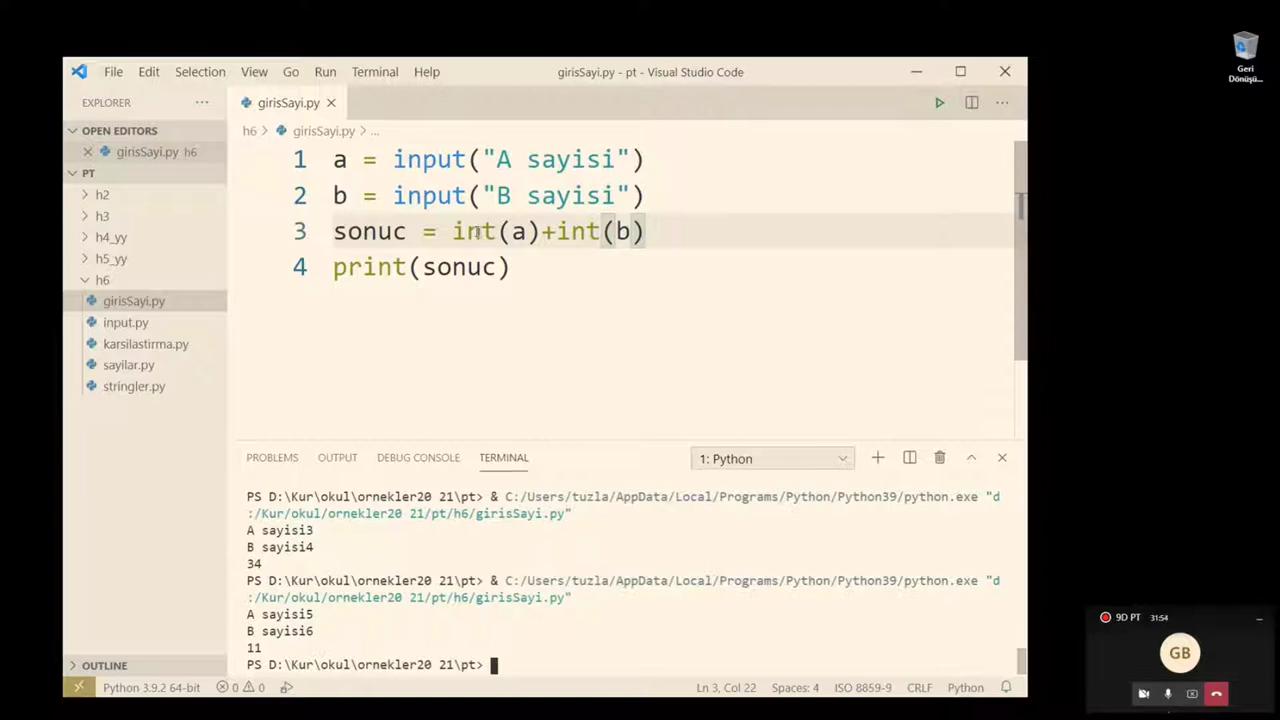 File Edit Selection View Go Run Terminal Help girisSayi.py - pt - Visual Studio Code
Geri
Dönüşü...
EXPLORER
OPEN EDITORS
girisSayi.py h6
PT
h2
h3
h4_yy
h5_yy
h6
girisSayi.py
input.py
karsilastirma.py
sayilar.py
stringler.py
OUTLINE
girisSayi.py
h6 > girisSayi.py > ...
1 a = input("A sayisi")
2 b = input("B sayisi")
3 sonuc = int(a)+int(b)
4 print(sonuc)
PROBLEMS OUTPUT DEBUG CONSOLE TERMINAL 1: Python
PS D:\Kur\okul\ornekler20 21\pt> & C:/Users/tuzla/AppData/Local/Programs/Python/Python39/python.exe "d
:/Kur/okul/ornekler20 21/pt/h6/girisSayi.py"
A sayisi3
B sayisi4
34
PS D:\Kur\okul\ornekler20 21\pt> & C:/Users/tuzla/AppData/Local/Programs/Python/Python39/python.exe "d
:/Kur/okul/ornekler20 21/pt/h6/girisSayi.py"
A sayisi5
B sayisi6
11
PS D:\Kur\okul\ornekler20 21\pt>
Python 3.9.2 64-bit 0 0 Ln 3, Col 22 Spaces: 4 ISO 8859-9 CRLF Python
9D PT 31:54
GB